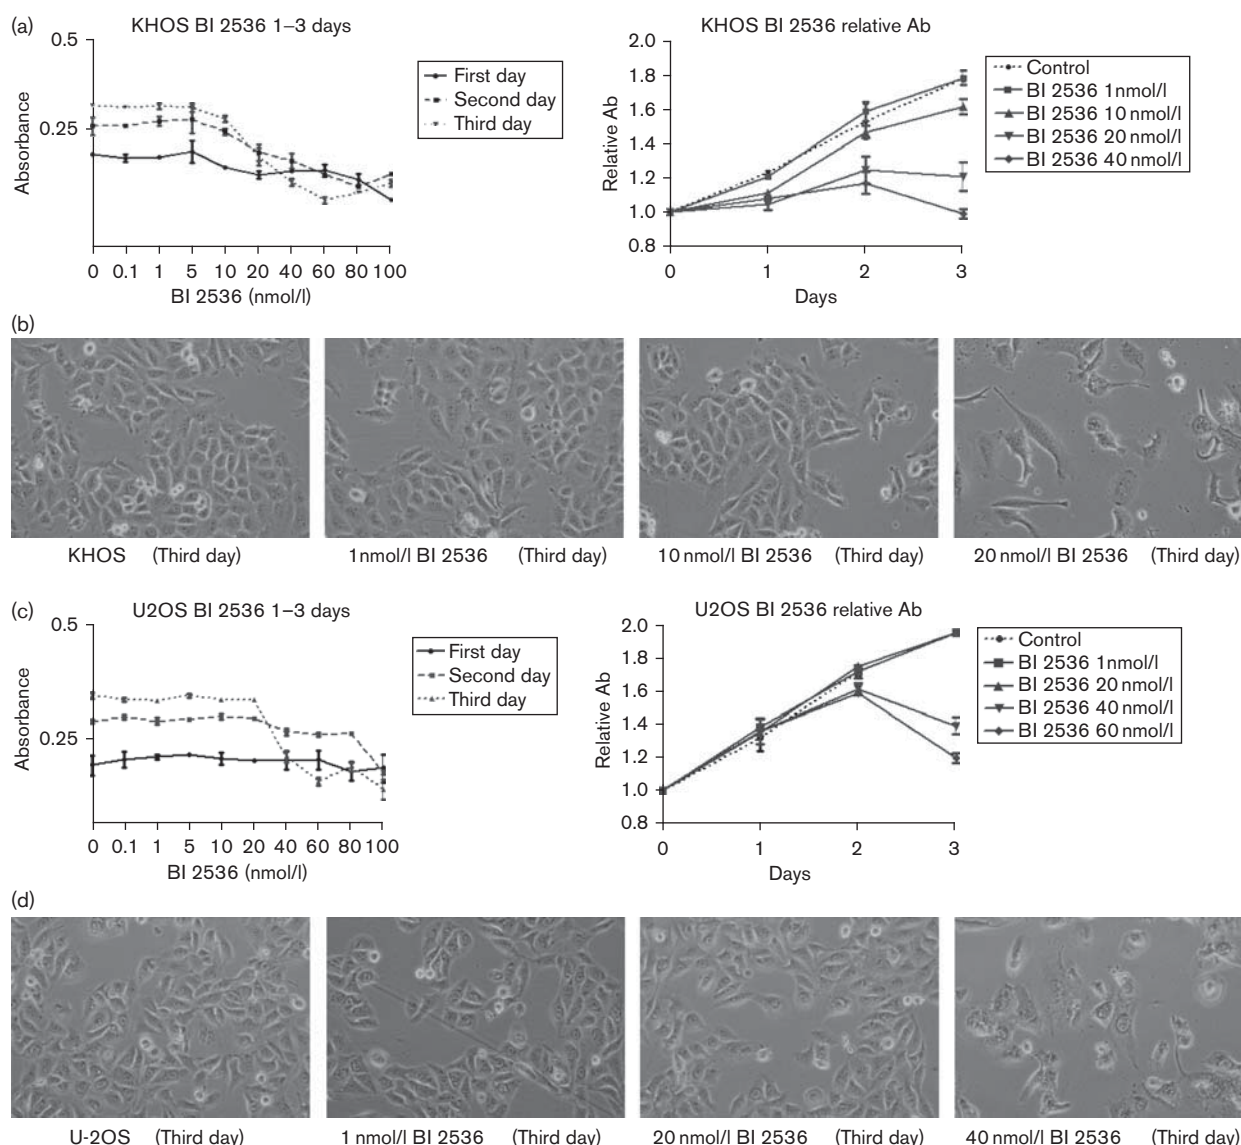 (a)
KHOS BI 2536 1–3 days
0.5
0.25
Absorbance
0 0.1 1 5 10 20 40 60 80 100
BI 2536 (nmol/l)
First day
Second day
Third day
KHOS BI 2536 relative Ab
2.0
1.8
1.6
1.4
1.2
1.0
0.8
Relative Ab
0 1 2 3
Days
Control
BI 2536 1 nmol/l
BI 2536 10 nmol/l
BI 2536 20 nmol/l
BI 2536 40 nmol/l
(b)
KHOS (Third day)
1 nmol/l BI 2536 (Third day)
10 nmol/l BI 2536 (Third day)
20 nmol/l BI 2536 (Third day)
(c)
U2OS BI 2536 1–3 days
0.5
0.25
Absorbance
0 0.1 1 5 10 20 40 60 80 100
BI 2536 (nmol/l)
First day
Second day
Third day
U2OS BI 2536 relative Ab
2.0
1.8
1.6
1.4
1.2
1.0
0.8
Relative Ab
0 1 2 3
Days
Control
BI 2536 1 nmol/l
BI 2536 20 nmol/l
BI 2536 40 nmol/l
BI 2536 60 nmol/l
(d)
U-2OS (Third day)
1 nmol/l BI 2536 (Third day)
20 nmol/l BI 2536 (Third day)
40 nmol/l BI 2536 (Third day)